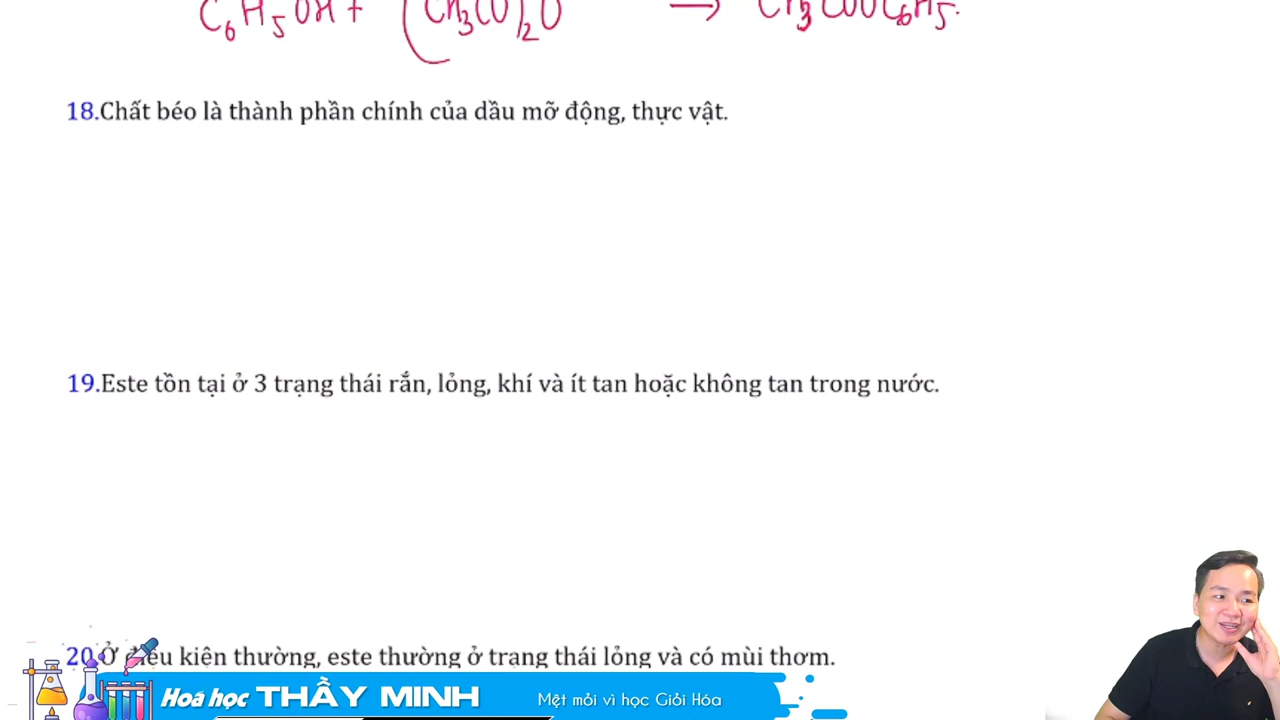 C6H5OH + (CH3CO)2O → CH3COOC6H5.
18.Chất béo là thành phần chính của dầu mỡ động, thực vật.
19.Este tồn tại ở 3 trạng thái rắn, lỏng, khí và ít tan hoặc không tan trong nước.
20.Ở điều kiện thường, este thường ở trạng thái lỏng và có mùi thơm.
Hoá học THẦY MINH Mệt mỏi vì học Giỏi Hóa